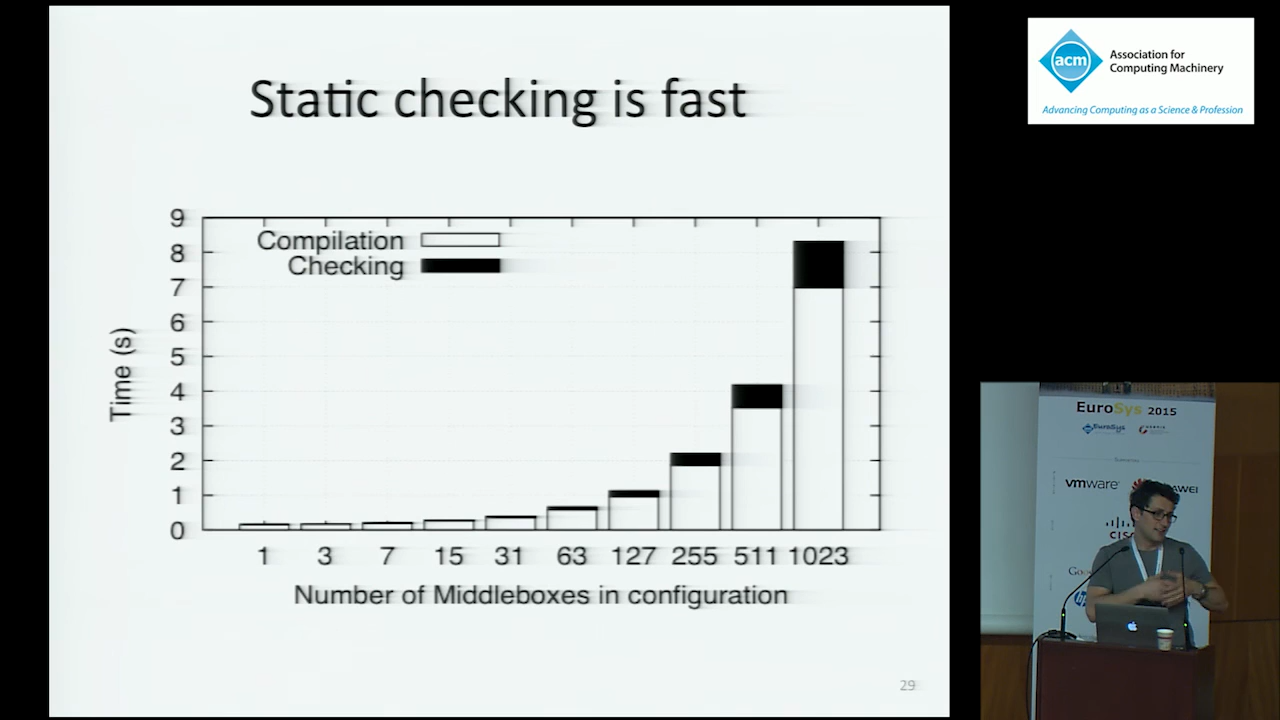 Static checking is fast
9
8
7
6
5
4
3
2
1
0
Time (s)
Compilation
Checking
1 3 7 15 31 63 127 255 511 1023
Number of Middleboxes in configuration
29
acm
Association for
Computing Machinery
Advancing Computing as a Science & Profession
EuroSys 2015
EuroSys
vmware